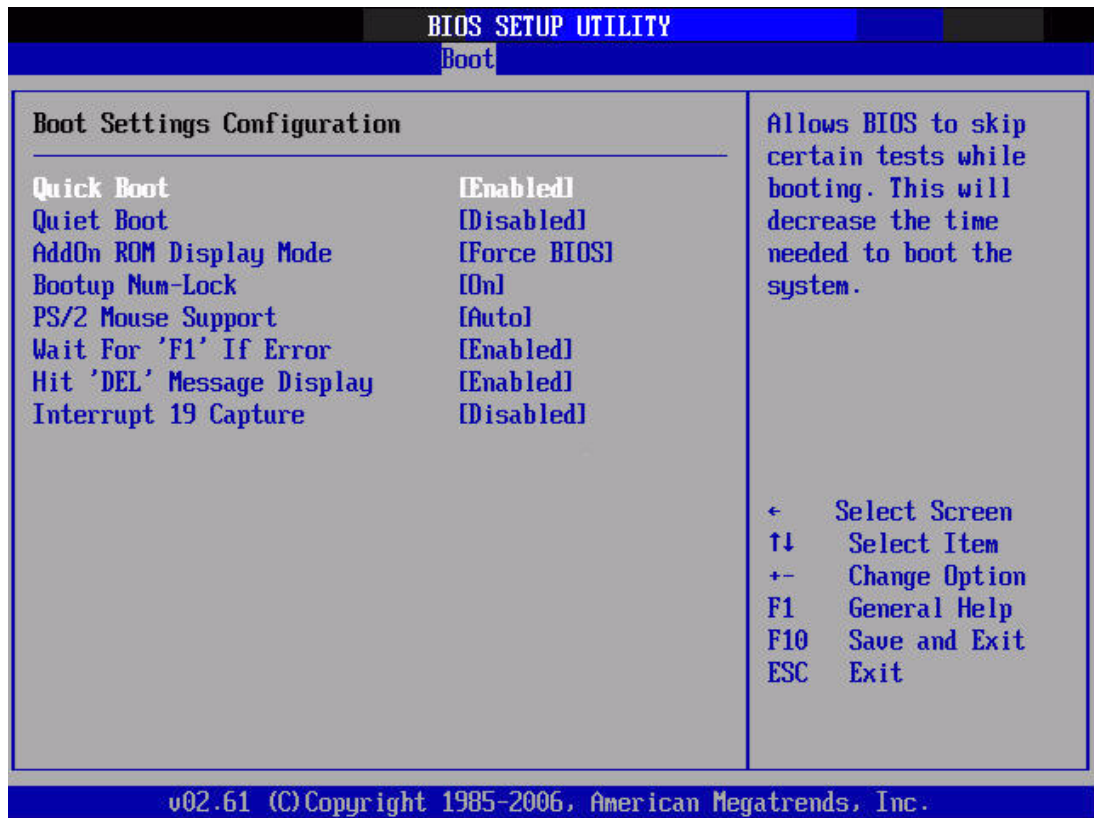 BIOS SETUP UTILITY
Boot
Boot Settings Configuration
Quick Boot [Enabled]
Quiet Boot [Disabled]
AddOn ROM Display Mode [Force BIOS]
Bootup Num-Lock [On]
PS/2 Mouse Support [Auto]
Wait For 'F1' If Error [Enabled]
Hit 'DEL' Message Display [Enabled]
Interrupt 19 Capture [Disabled]
Allows BIOS to skip
certain tests while
booting. This will
decrease the time
needed to boot the
system.
← Select Screen
↑↓ Select Item
+- Change Option
F1 General Help
F10 Save and Exit
ESC Exit
v02.61 (C)Copyright 1985-2006, American Megatrends, Inc.